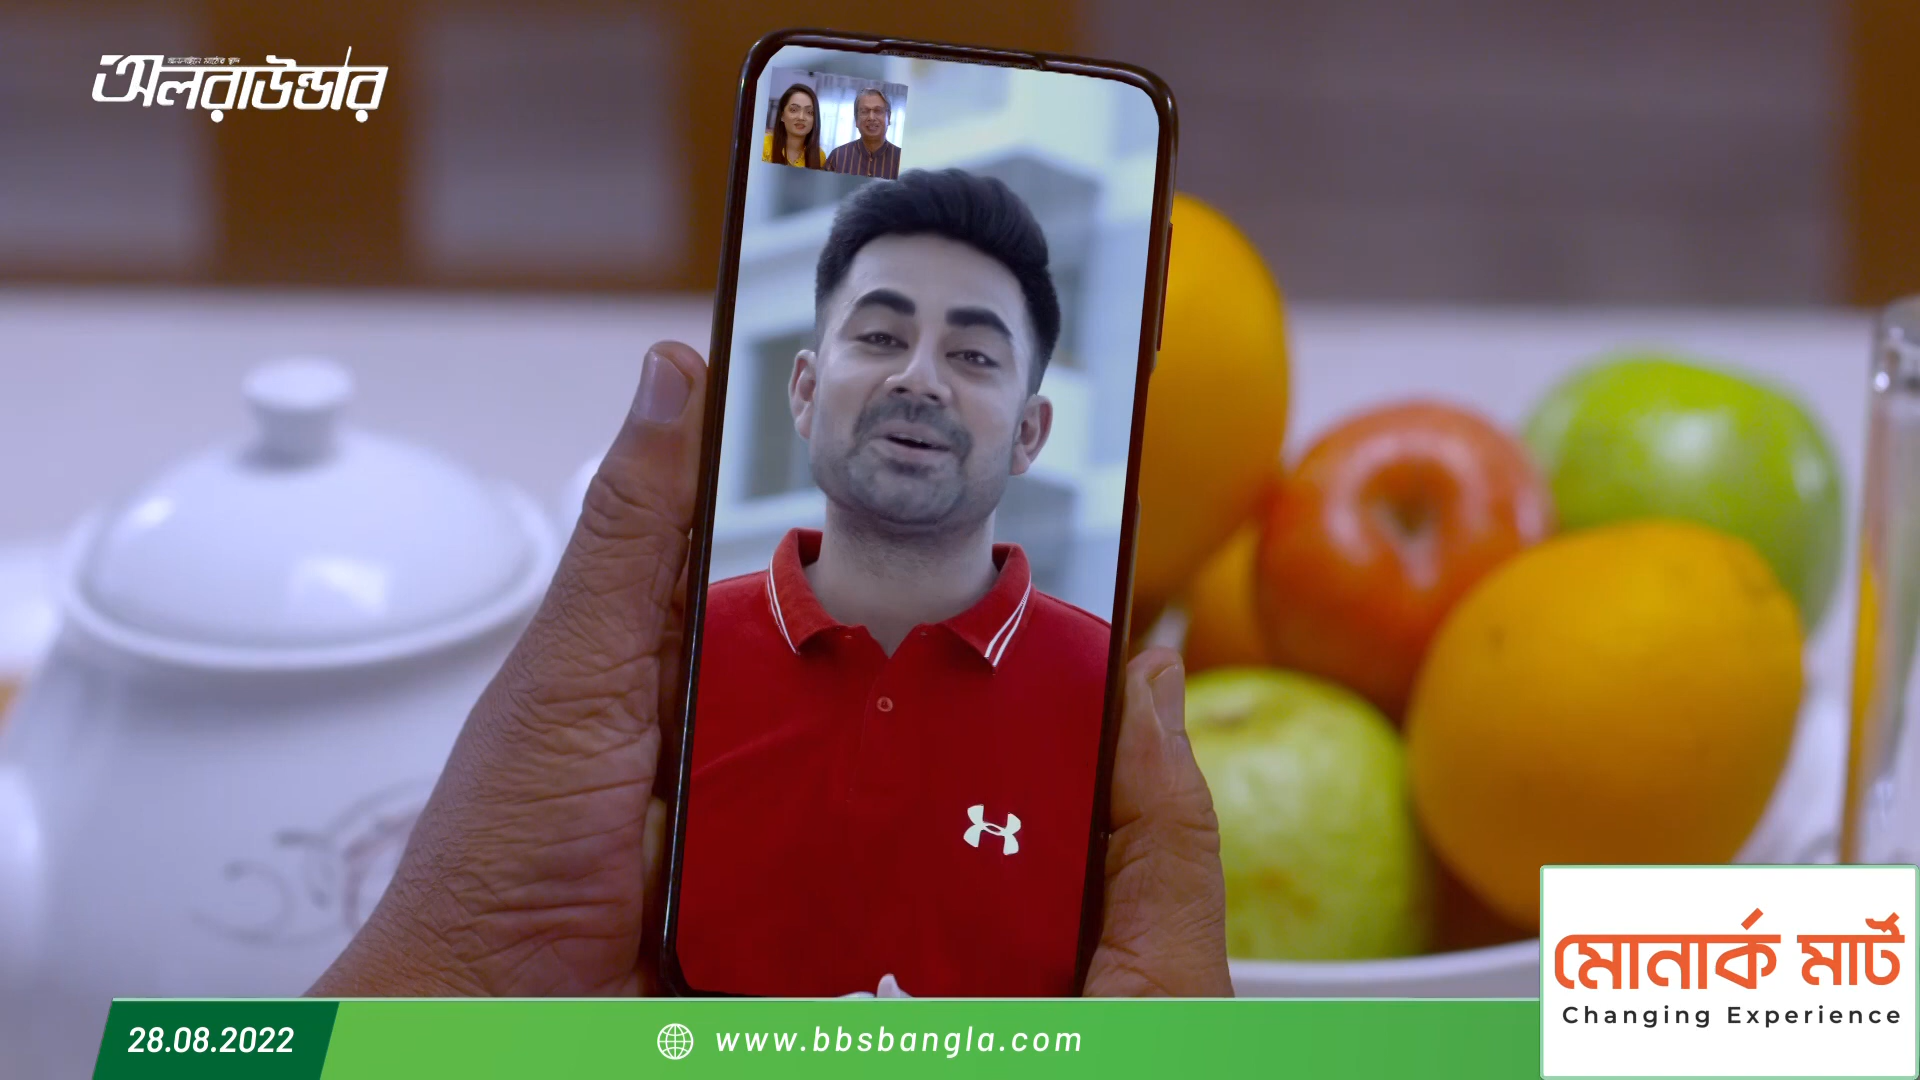 অলরাউন্ডার
28.08.2022
www.bbsbangla.com
মোনার্ক মার্ট
Changing Experience